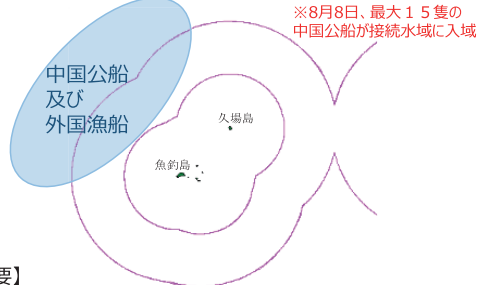 ※8月8日、最大１５隻の
中国公船が接続水域に入域
中国公船
及び
外国漁船
久場島
魚釣島
要】